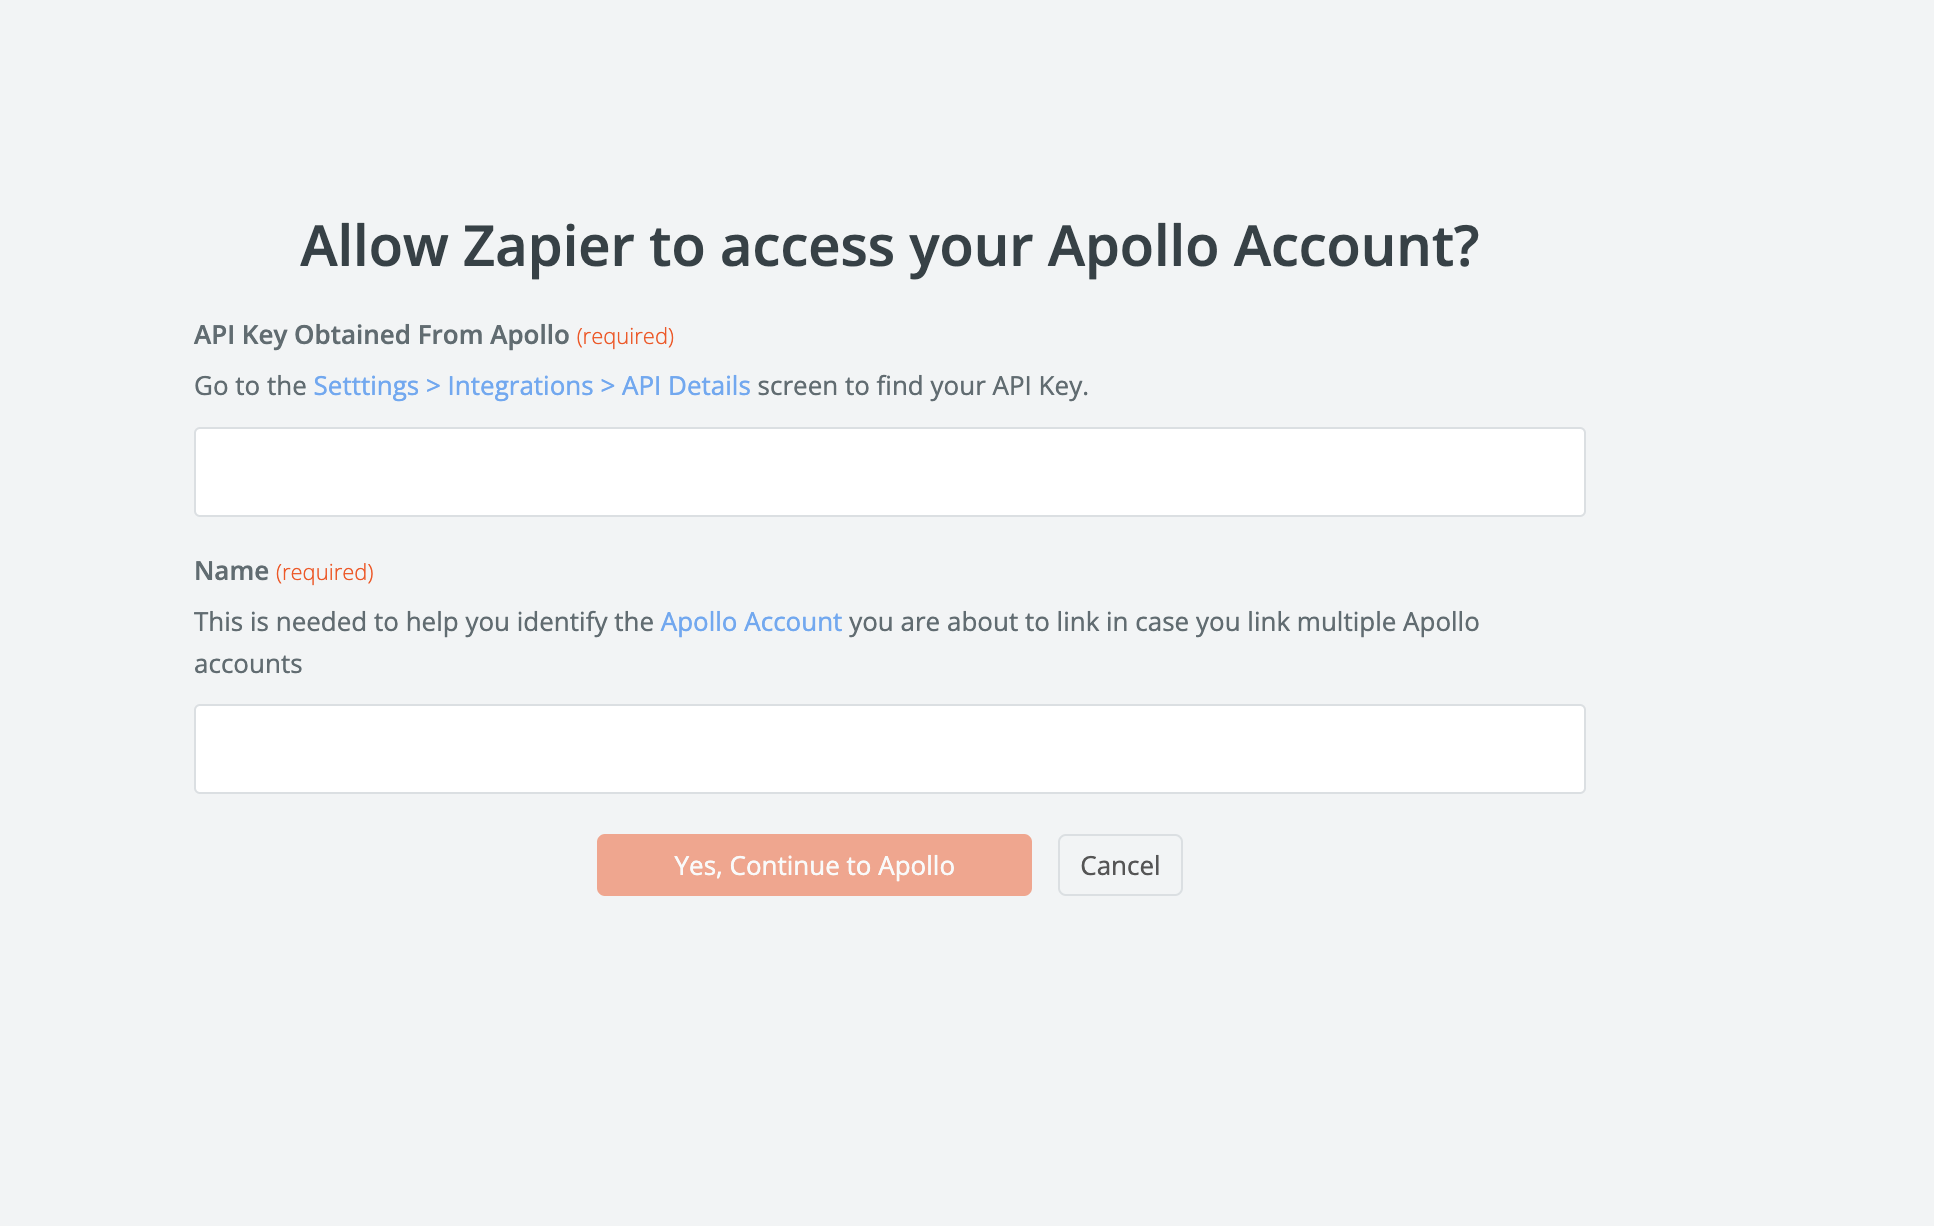 Allow Zapier to access your Apollo Account?
API Key Obtained From Apollo (required)
Go to the Setttings > Integrations > API Details screen to find your API Key.
Name (required)
This is needed to help you identify the Apollo Account you are about to link in case you link multiple Apollo
accounts
Yes, Continue to Apollo
Cancel